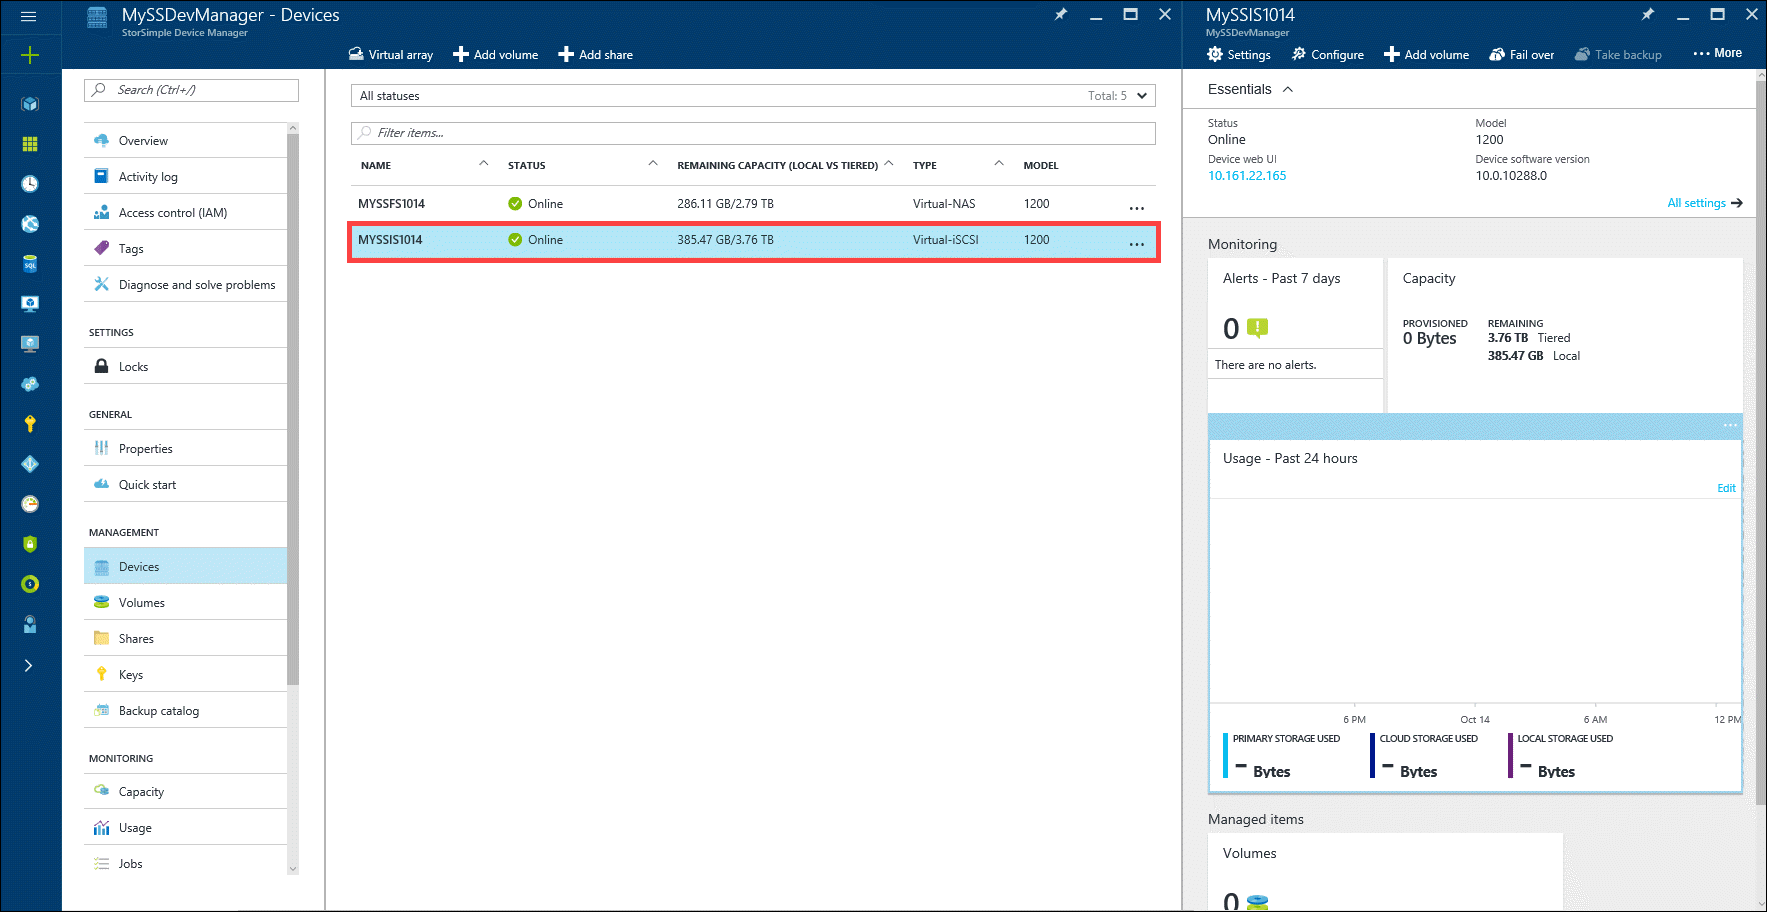 MySSDevManager - Devices
StorSimple Device Manager
Virtual array
Add volume
Add share
Search (Ctrl+/)
Overview
Activity log
Access control (IAM)
Tags
Diagnose and solve problems
SETTINGS
Locks
GENERAL
Properties
Quick start
MANAGEMENT
Devices
Volumes
Shares
Keys
Backup catalog
MONITORING
Capacity
Usage
Jobs
All statuses Total: 5
Filter items...
NAME STATUS REMAINING CAPACITY (LOCAL VS TIERED) TYPE MODEL
MYSSFS1014 Online 286.11 GB/2.79 TB Virtual-NAS 1200 ...
MYSSIS1014 Online 385.47 GB/3.76 TB Virtual-iSCSI 1200 ...
MySSIS1014
MySSDevManager
Settings
Configure
Add volume
Fail over
Take backup
... More
Essentials
Status
Online
Model
1200
Device web UI
10.161.22.165
Device software version
10.0.10288.0
All settings
Monitoring
Alerts - Past 7 days
0
There are no alerts.
Capacity
PROVISIONED
0 Bytes
REMAINING
3.76 TB Tiered
385.47 GB Local
...
Usage - Past 24 hours
Edit
6 PM Oct 14 6 AM 12 PM
PRIMARY STORAGE USED
– Bytes
CLOUD STORAGE USED
– Bytes
LOCAL STORAGE USED
– Bytes
Managed items
Volumes
0